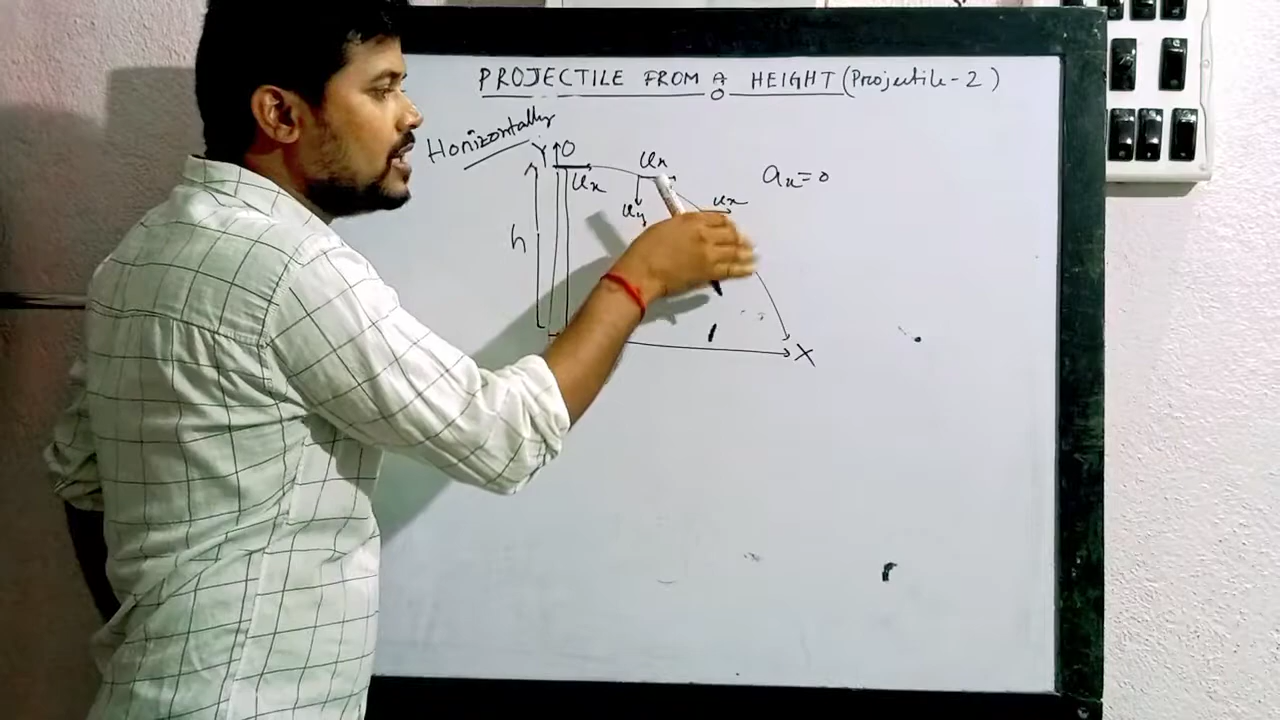 PROJECTILE FROM A HEIGHT (Projectile-2)
Horizontally
Y O
ux
ux
uy
ux
ax=0
h
X